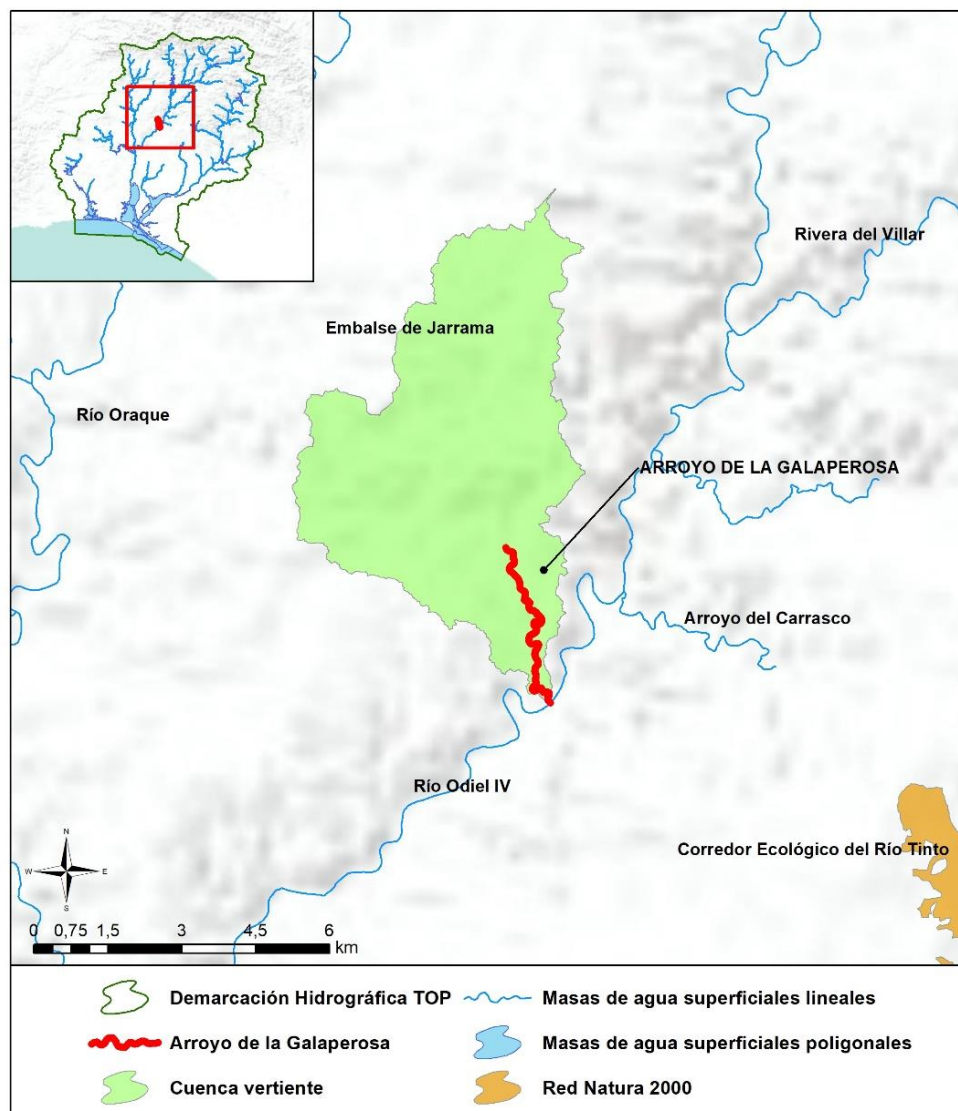 Rivera del Villar
Embalse de Jarrama
Río Oraque
ARROYO DE LA GALAPEROSA
Arroyo del Carrasco
Río Odiel IV
Corredor Ecológico del Río Tinto
N
W E
S
0 0,75 1,5 3 4,5 6
km
Demarcación Hidrográfica TOP
Masas de agua superficiales lineales
Arroyo de la Galaperosa
Masas de agua superficiales poligonales
Cuenca vertiente
Red Natura 2000